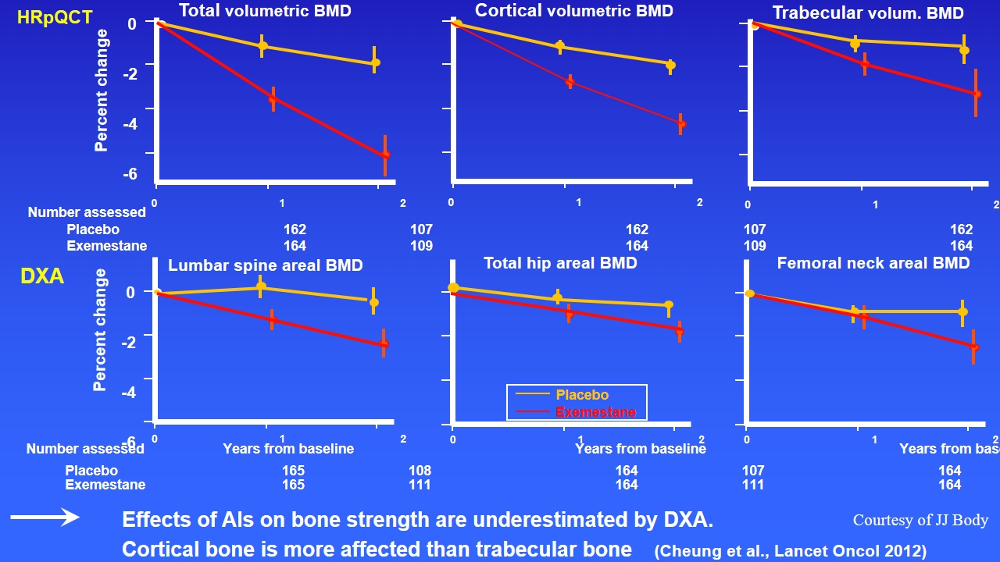 HRpQCT
Total volumetric BMD
Cortical volumetric BMD
Trabecular volum. BMD
Percent change
0
-2
-4
-6
0 1 2
0 1 2
0 1 2
Number assessed
Placebo 162 107 162 107 162
Exemestane 164 109 164 109 164
DXA
Lumbar spine areal BMD
Total hip areal BMD
Femoral neck areal BMD
Percent change
0
-2
-4
-6
Placebo
Exemestane
0 1 2
0 1 2
0 1 2
Number assessed
Years from baseline
Years from baseline
Years from base
Placebo 165 108 164 107 164
Exemestane 165 111 164 111 164
Effects of AIs on bone strength are underestimated by DXA.
Courtesy of JJ Body
Cortical bone is more affected than trabecular bone (Cheung et al., Lancet Oncol 2012)